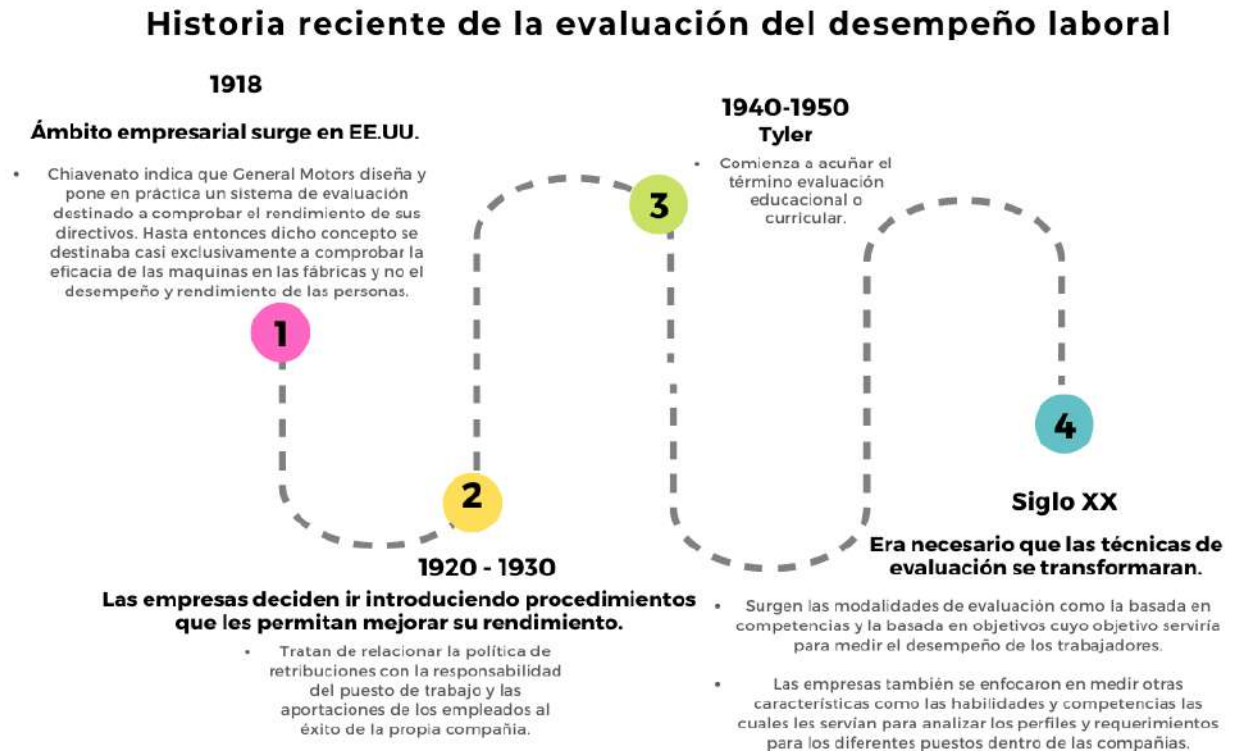 Historia reciente de la evaluación del desempeño laboral
1918
Ámbito empresarial surge en EE.UU.
• Chiavenato indica que General Motors diseña y
pone en práctica un sistema de evaluación
destinado a comprobar el rendimiento de sus
directivos. Hasta entonces dicho concepto se
destinaba casi exclusivamente a comprobar la
eficacia de las maquinas en las fábricas y no el
desempeño y rendimiento de las personas.
1
2
1920 - 1930
Las empresas deciden ir introduciendo procedimientos
que les permitan mejorar su rendimiento.
• Tratan de relacionar la política de
retribuciones con la responsabilidad
del puesto de trabajo y las
aportaciones de los empleados al
éxito de la propia compañía.
1940-1950
Tyler
• Comienza a acuñar el
término evaluación
educacional o
curricular.
3
4
Siglo XX
Era necesario que las técnicas de
evaluación se transformaran.
• Surgen las modalidades de evaluación como la basada en
competencias y la basada en objetivos cuyo objetivo serviría
para medir el desempeño de los trabajadores.
• Las empresas también se enfocaron en medir otras
características como las habilidades y competencias las
cuales les servían para analizar los perfiles y requerimientos
para los diferentes puestos dentro de las compañias.